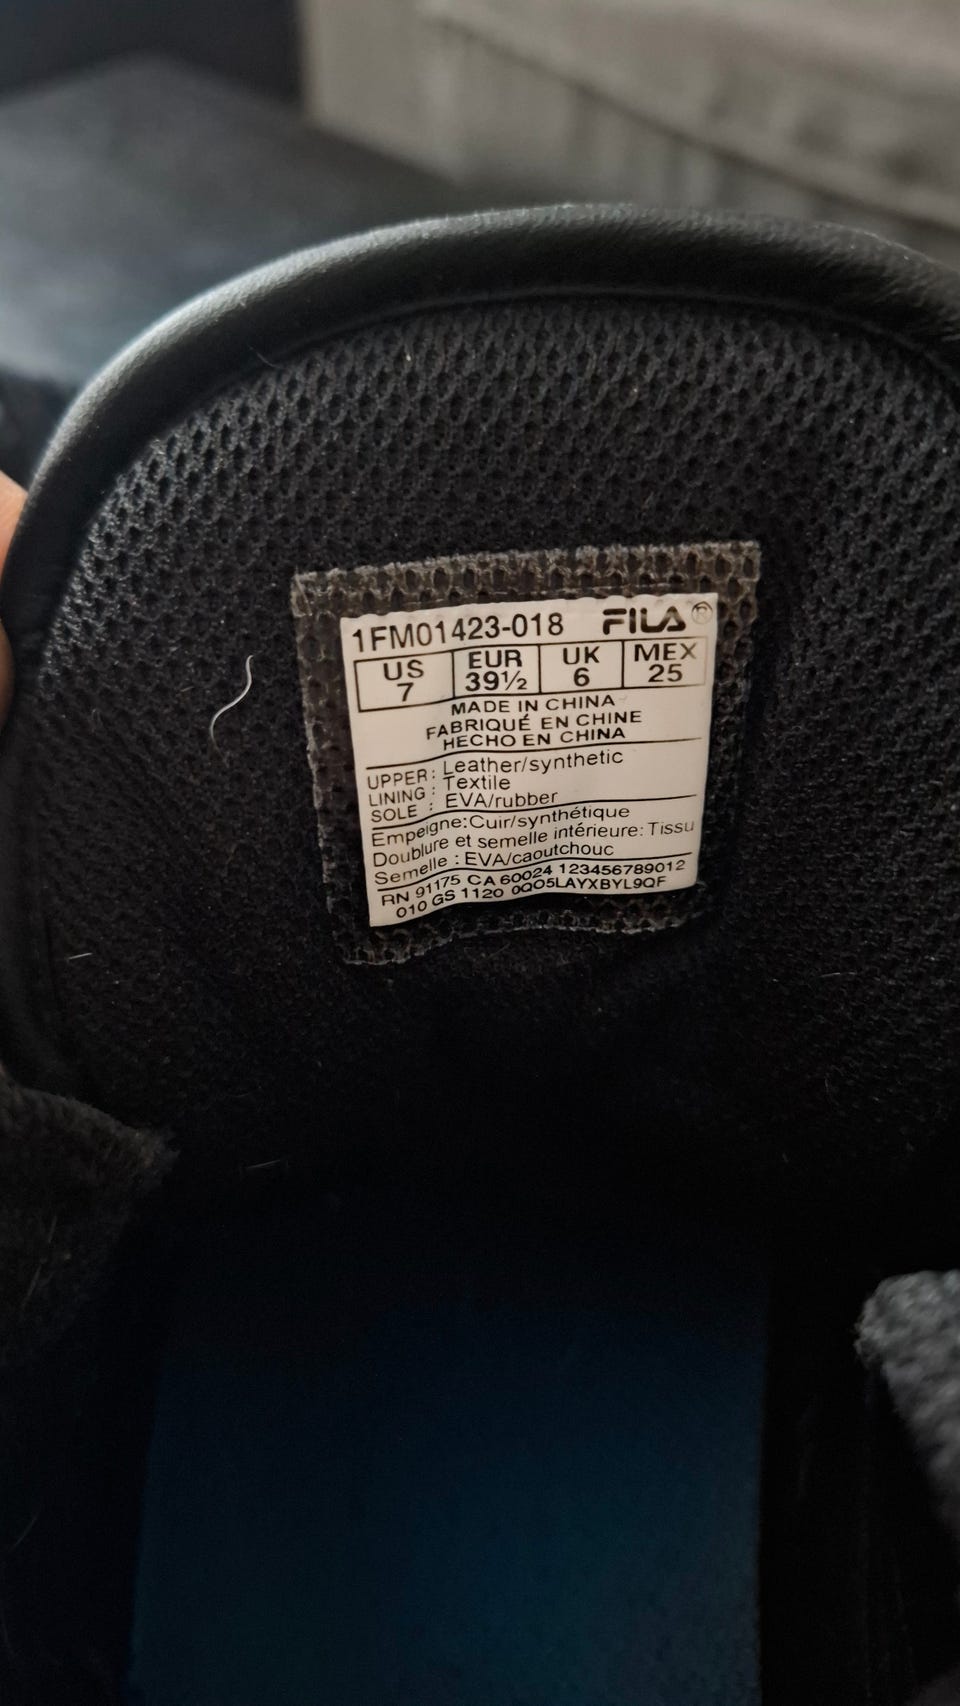 1FM01423-018 FILA®
US EUR UK MEX
7 39½ 6 25
MADE IN CHINA
FABRIQUÉ EN CHINE
HECHO EN CHINA
UPPER: Leather/synthetic
LINING: Textile
SOLE: EVA/rubber
Empeigne:Cuir/synthétique
Doublure et semelle intérieure: Tissu
Semelle : EVA/caoutchouc
RN 91175 CA 60024 123456789012
010 GS 1120 0QO5LAYXBYL9QF